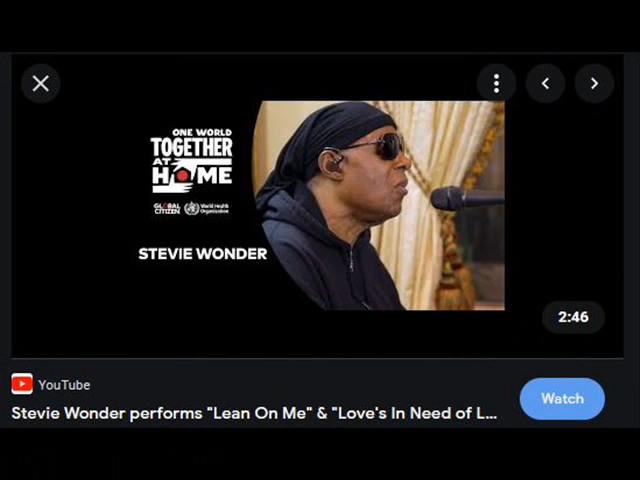 ONE WORLD
TOGETHER
AT
HOME
GLOBAL
CITIZEN
World Health
Organization
STEVIE WONDER
2:46
YouTube
Stevie Wonder performs "Lean On Me" & "Love's In Need of L...
Watch